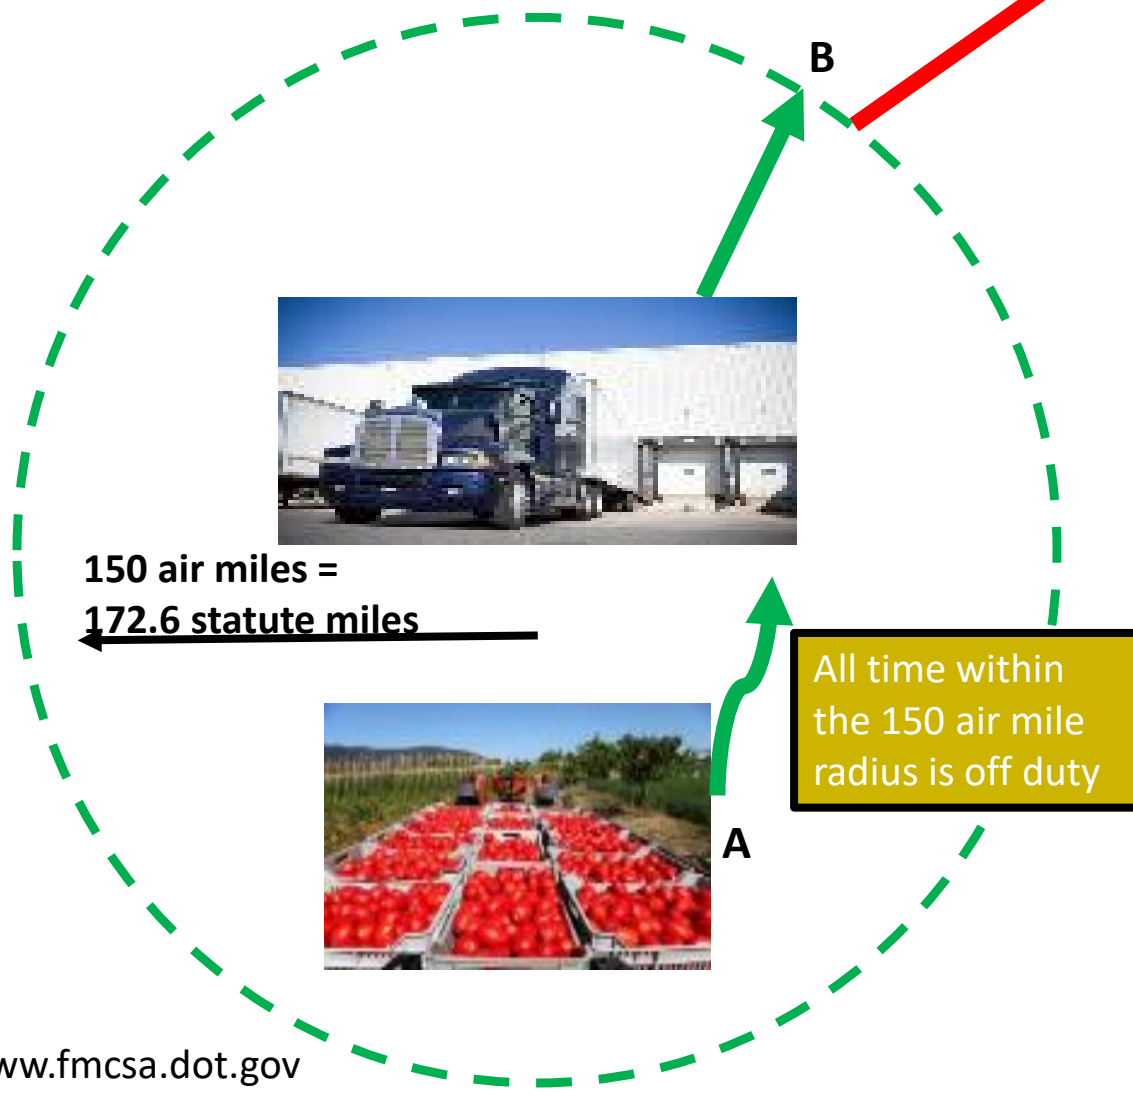 B
150 air miles =
172.6 statute miles
All time within
the 150 air mile
radius is off duty
A
ww.fmcsa.dot.gov